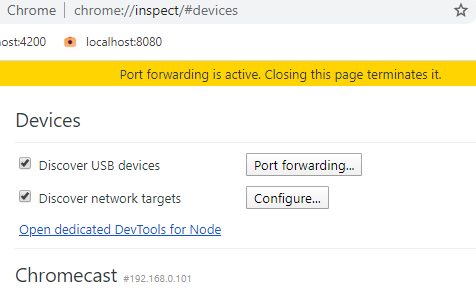 Chrome chrome://inspect/#devices
ost:4200 localhost:8080
Port forwarding is active. Closing this page terminates it.
Devices
Discover USB devices Port forwarding...
Discover network targets Configure...
Open dedicated DevTools for Node
Chromecast #192.168.0.101